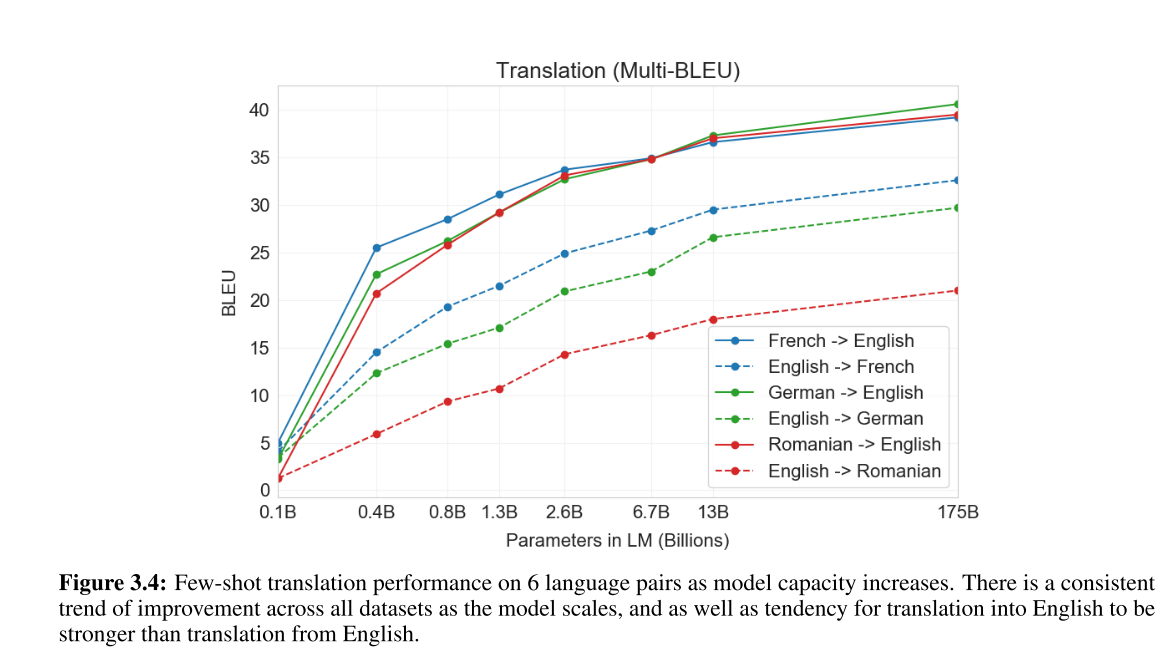 Translation (Multi-BLEU)
40
35
30
25
20
15
10
5
0
BLEU
French -> English
English -> French
German -> English
English -> German
Romanian -> English
English -> Romanian
0.1B 0.4B 0.8B 1.3B 2.6B 6.7B 13B 175B
Parameters in LM (Billions)
Figure 3.4: Few-shot translation performance on 6 language pairs as model capacity increases. There is a consistent
trend of improvement across all datasets as the model scales, and as well as tendency for translation into English to be
stronger than translation from English.